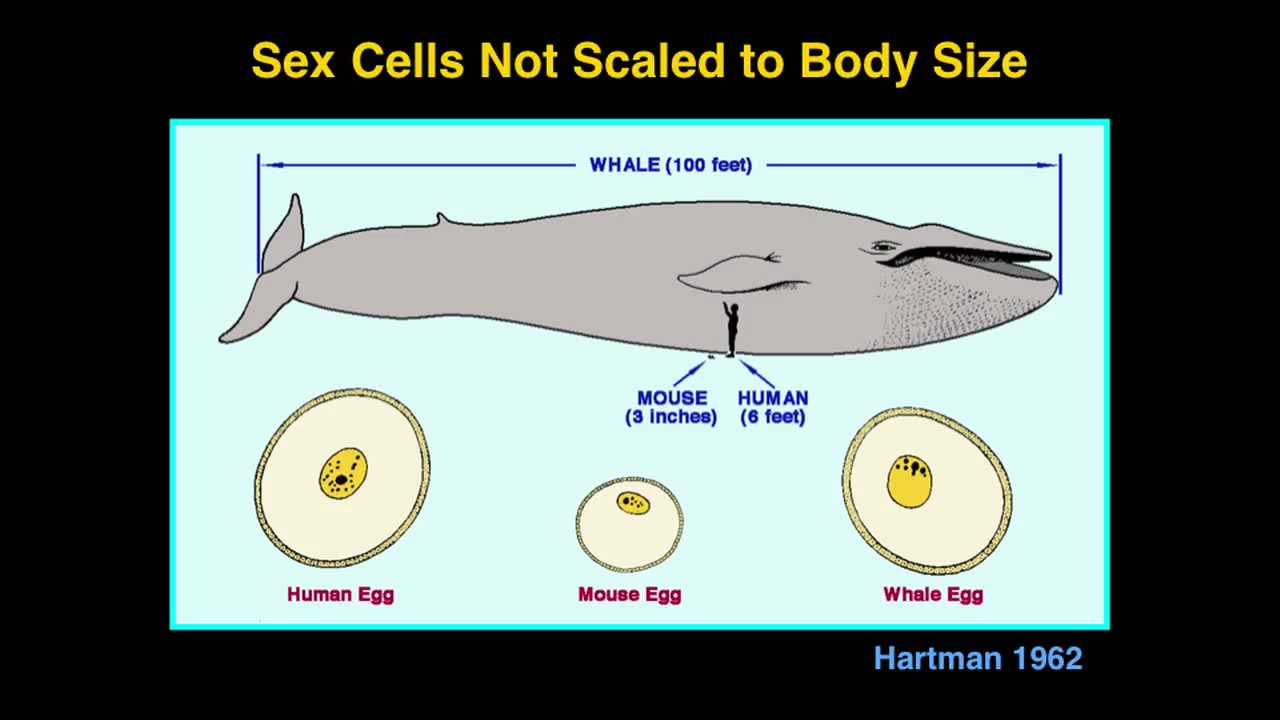 Sex Cells Not Scaled to Body Size
WHALE (100 feet)
MOUSE
(3 inches)
HUMAN
(6 feet)
Human Egg
Mouse Egg
Whale Egg
Hartman 1962